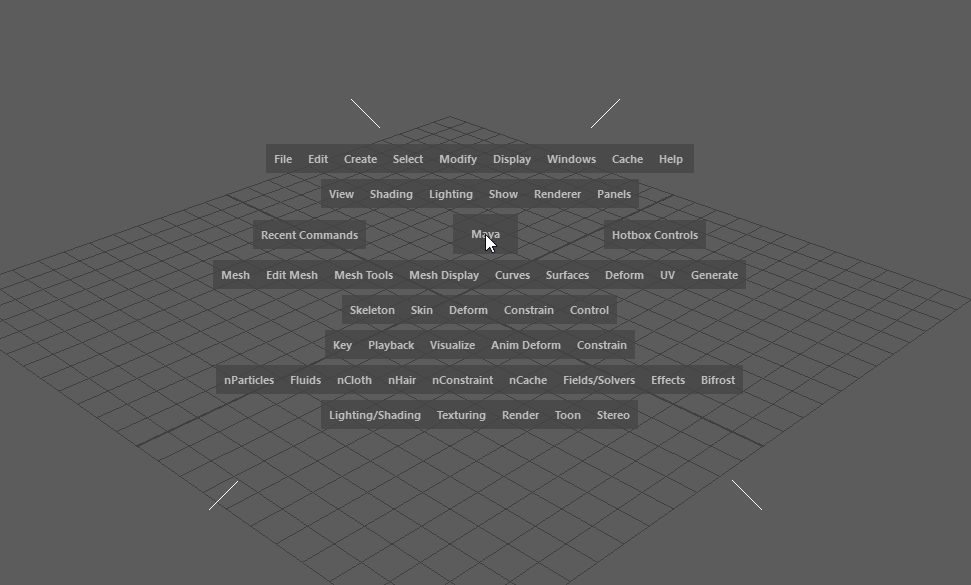 File Edit Create Select Modify Display Windows Cache Help
View Shading Lighting Show Renderer Panels
Recent Commands Maya Hotbox Controls
Mesh Edit Mesh Mesh Tools Mesh Display Curves Surfaces Deform UV Generate
Skeleton Skin Deform Constrain Control
Key Playback Visualize Anim Deform Constrain
nParticles Fluids nCloth nHair nConstraint nCache Fields/Solvers Effects Bifrost
Lighting/Shading Texturing Render Toon Stereo